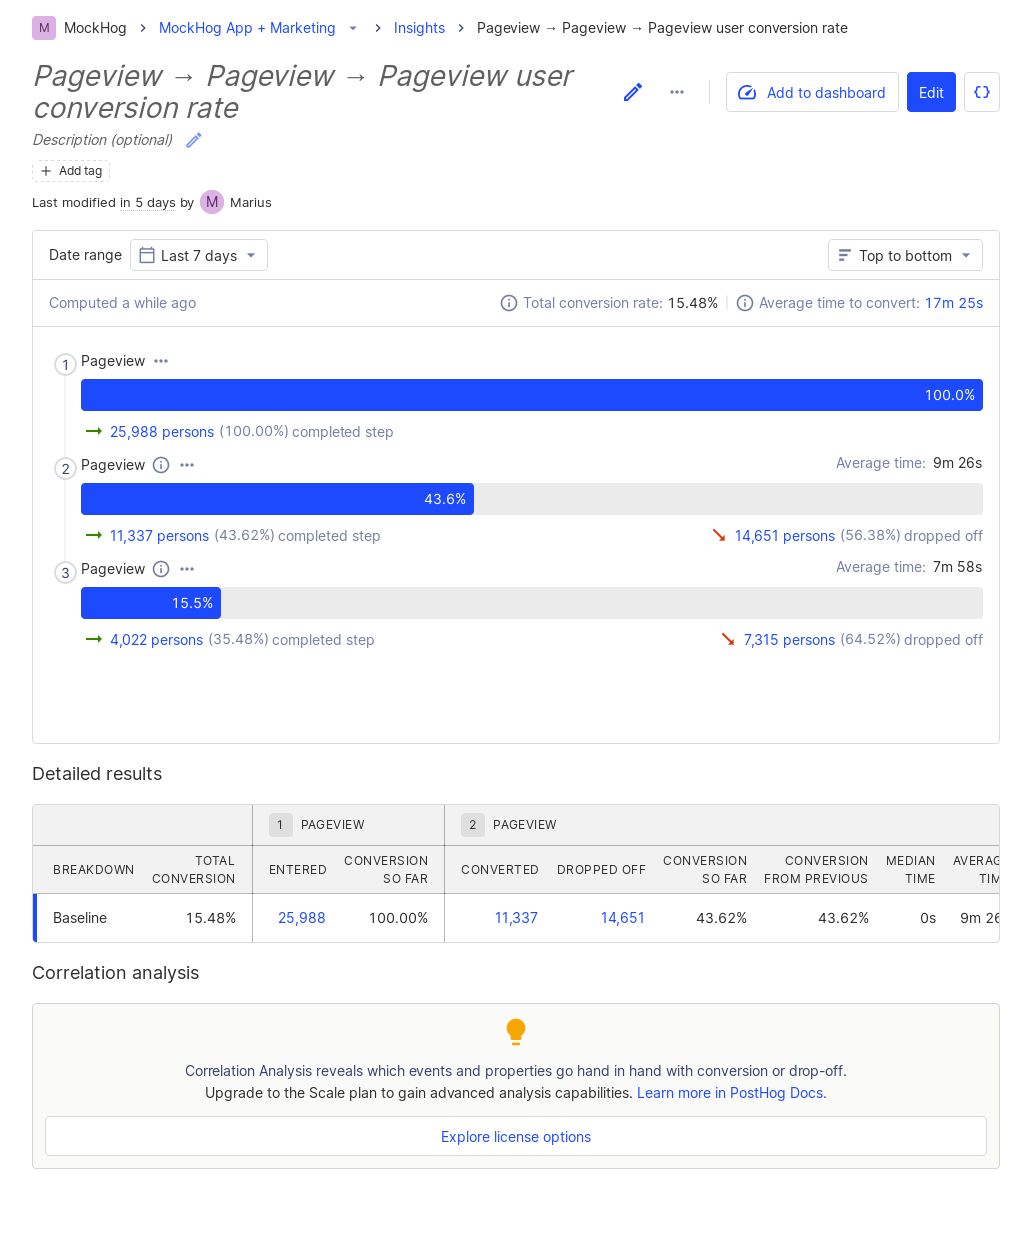 M MockHog MockHog App + Marketing Insights Pageview → Pageview → Pageview user conversion rate
Pageview → Pageview → Pageview user
conversion rate
Add to dashboard Edit
Description (optional)
Add tag
Last modified in 5 days by M Marius
Date range Last 7 days Top to bottom
Computed a while ago Total conversion rate: 15.48% Average time to convert: 17m 25s
1 Pageview
100.0%
25,988 persons (100.00%) completed step
2 Pageview Average time: 9m 26s
43.6%
11,337 persons (43.62%) completed step 14,651 persons (56.38%) dropped off
3 Pageview Average time: 7m 58s
15.5%
4,022 persons (35.48%) completed step 7,315 persons (64.52%) dropped off
Detailed results
1 PAGEVIEW 2 PAGEVIEW
BREAKDOWN TOTAL CONVERSION ENTERED CONVERSION SO FAR CONVERTED DROPPED OFF CONVERSION SO FAR CONVERSION FROM PREVIOUS MEDIAN TIME AVERAG TIM
Baseline 15.48% 25,988 100.00% 11,337 14,651 43.62% 43.62% 0s 9m 26
Correlation analysis
Correlation Analysis reveals which events and properties go hand in hand with conversion or drop-off.
Upgrade to the Scale plan to gain advanced analysis capabilities. Learn more in PostHog Docs.
Explore license options